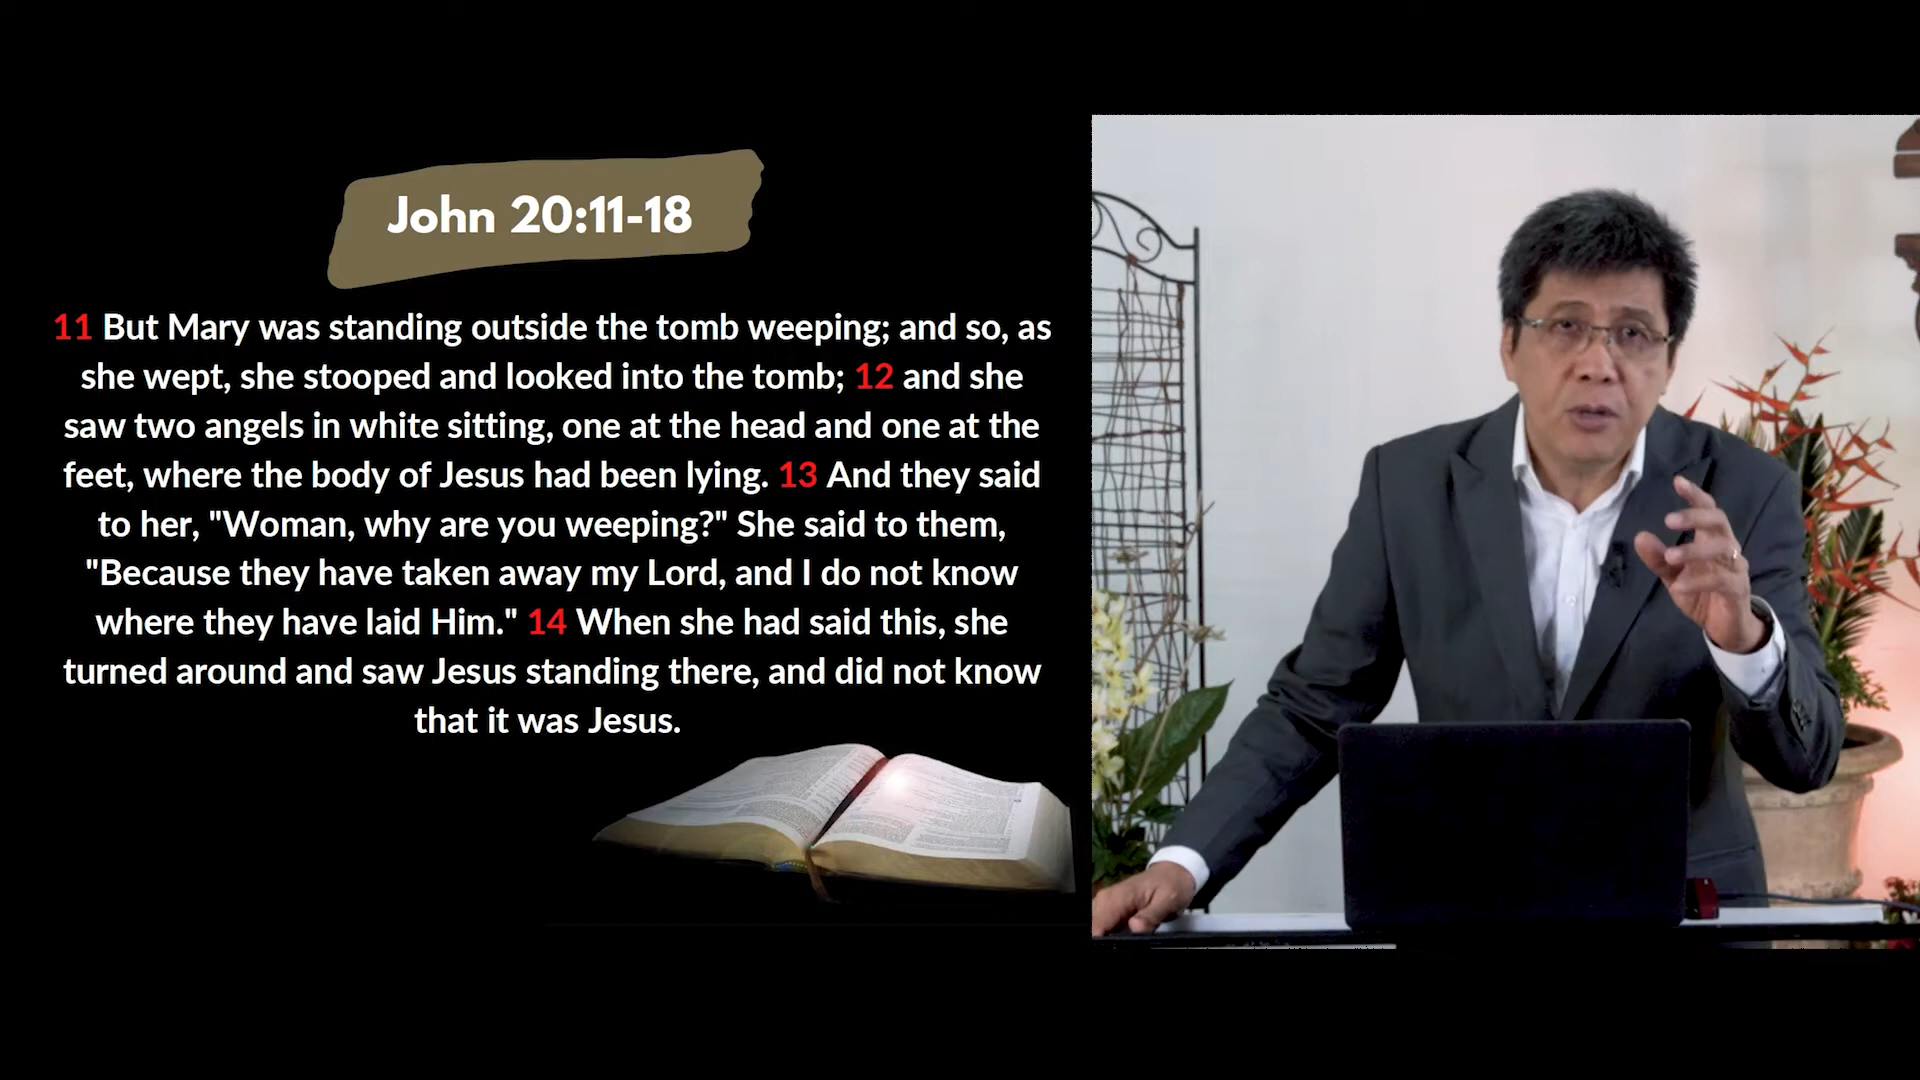 John 20:11-18
11 But Mary was standing outside the tomb weeping; and so, as
she wept, she stooped and looked into the tomb; 12 and she
saw two angels in white sitting, one at the head and one at the
feet, where the body of Jesus had been lying. 13 And they said
to her, "Woman, why are you weeping?" She said to them,
"Because they have taken away my Lord, and I do not know
where they have laid Him." 14 When she had said this, she
turned around and saw Jesus standing there, and did not know
that it was Jesus.